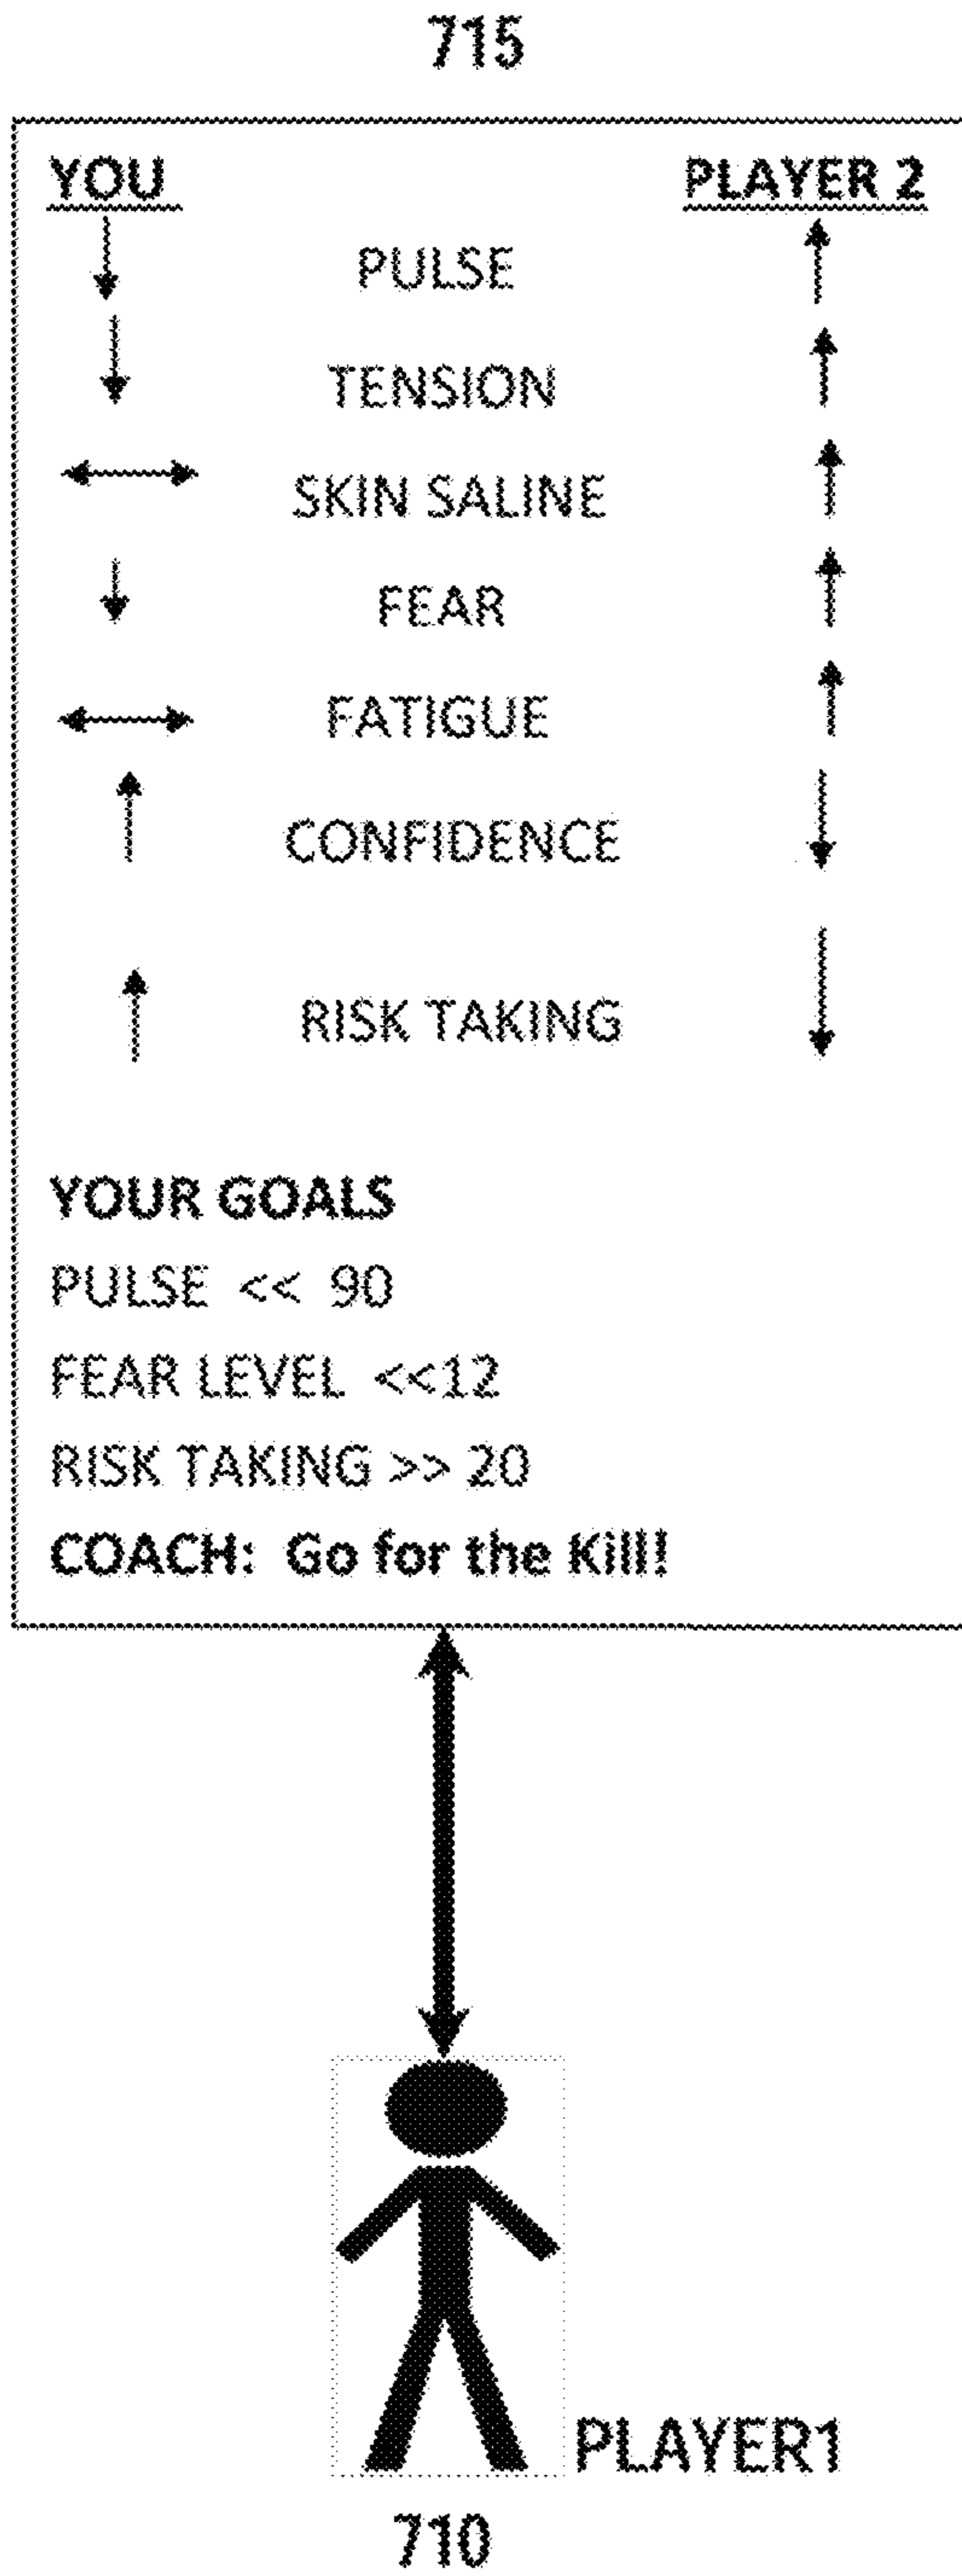 715
YOU PLAYER 2
PULSE
TENSION
SKIN SALINE
FEAR
FATIGUE
CONFIDENCE
RISK TAKING
YOUR GOALS
PULSE << 90
FEAR LEVEL <<12
RISK TAKING >> 20
COACH: Go for the Kill!
PLAYER1
710